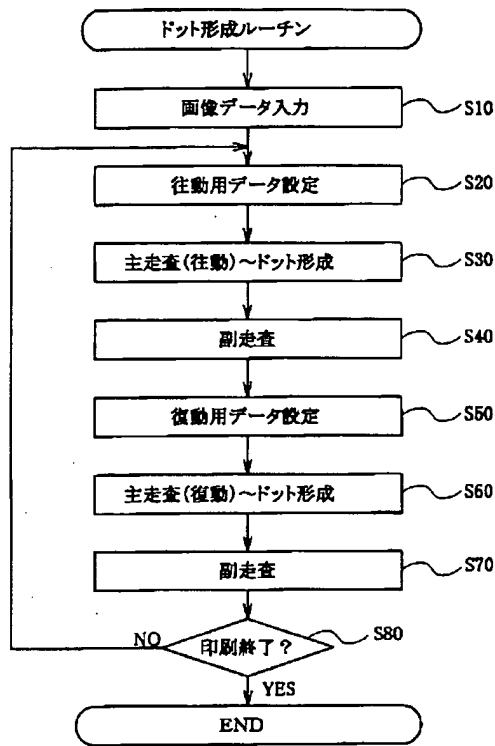 ドット形成ルーチン
画像データ入力
S10
往動用データ設定
S20
主走査(往動)~ドット形成
S30
副走査
S40
復動用データ設定
S50
主走査(復動)~ドット形成
S60
副走査
S70
印刷終了?
S80
NO
YES
END